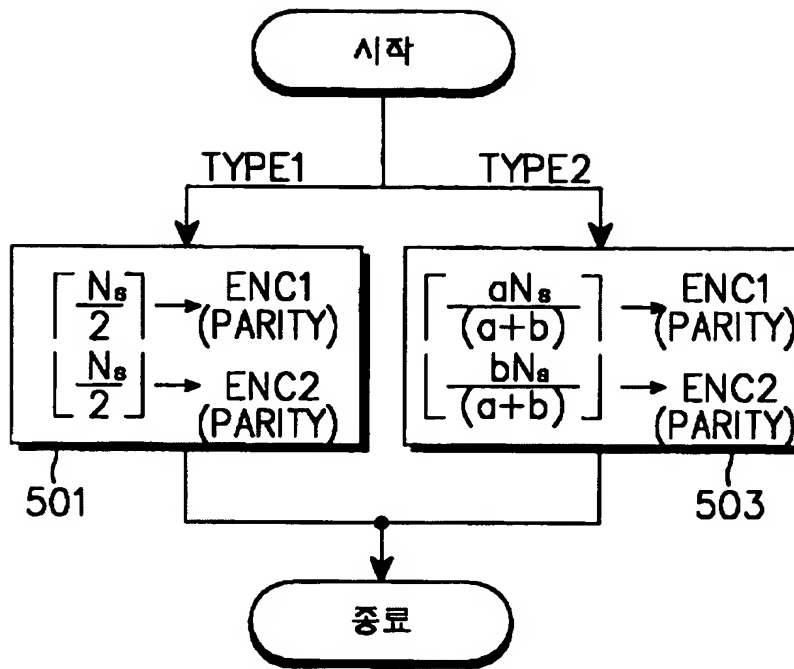 시작
TYPE1
TYPE2
⌈Ns/2⌉ → ENC1
(PARITY)
⌊Ns/2⌋ → ENC2
(PARITY)
⌈aNs/(a+b)⌉ → ENC1
(PARITY)
⌊bNs/(a+b)⌋ → ENC2
(PARITY)
501
503
종료